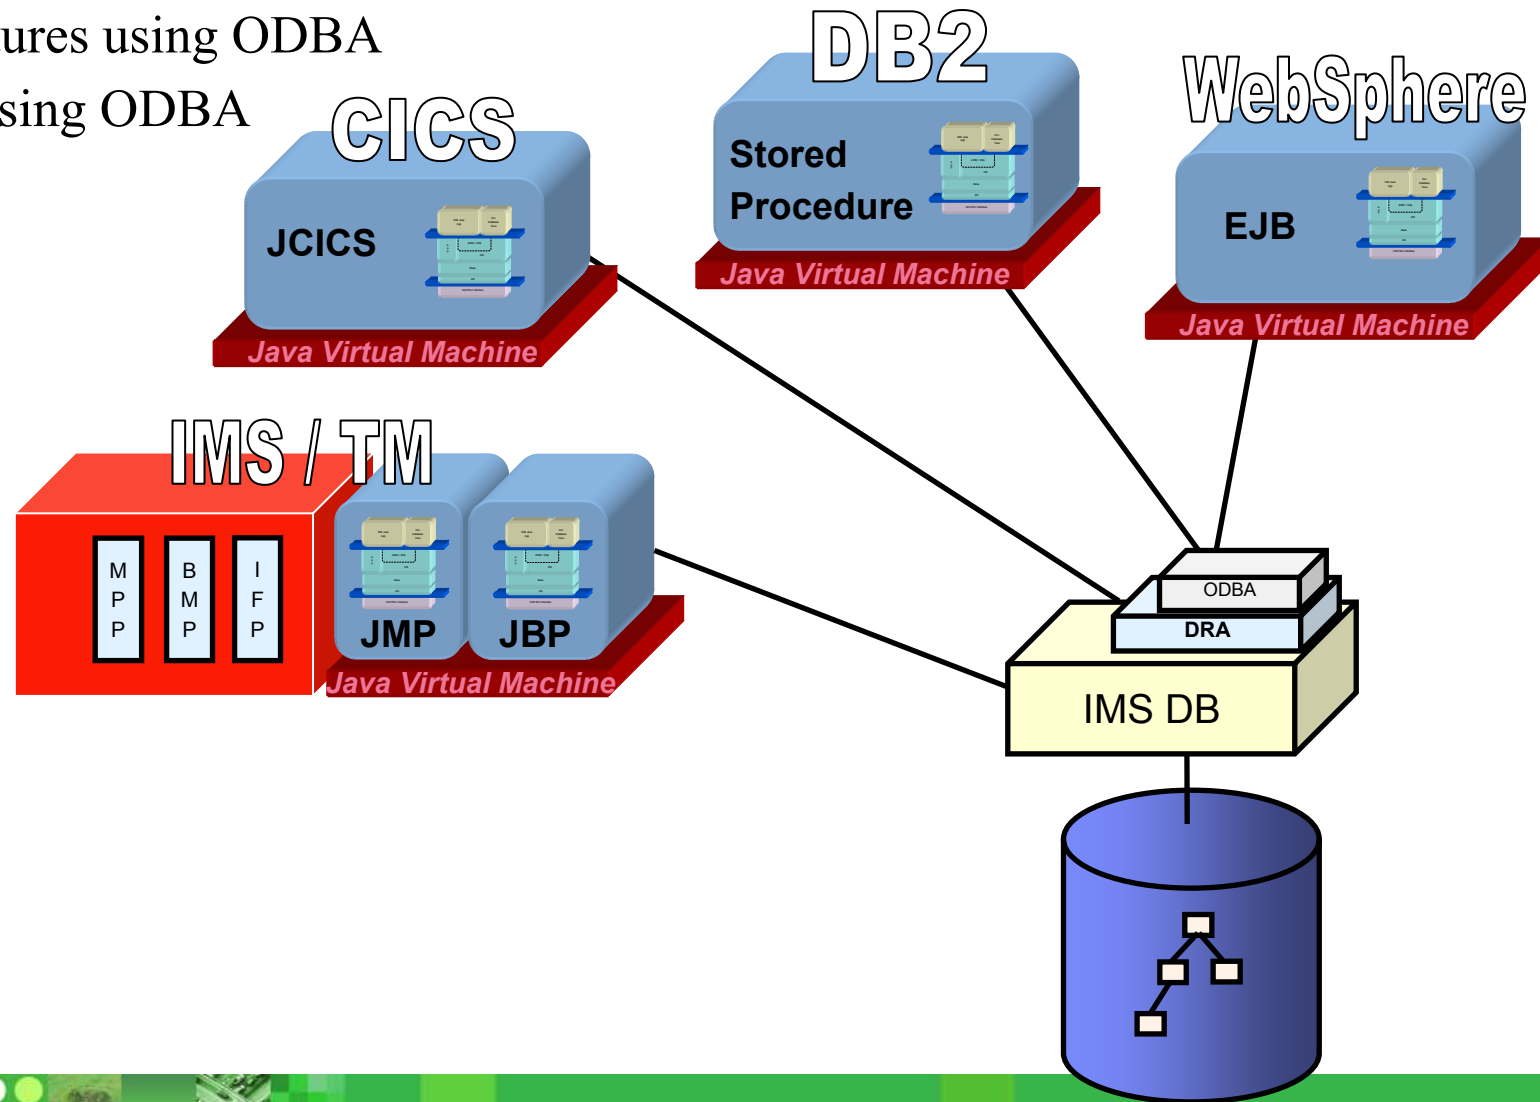 tures using ODBA
sing ODBA
CICS
DB2
WebSphere
JCICS
Stored
Procedure
EJB
Java Virtual Machine
Java Virtual Machine
Java Virtual Machine
IMS / TM
M
P
P
B
M
P
I
F
P
JMP
JBP
Java Virtual Machine
ODBA
DRA
IMS DB